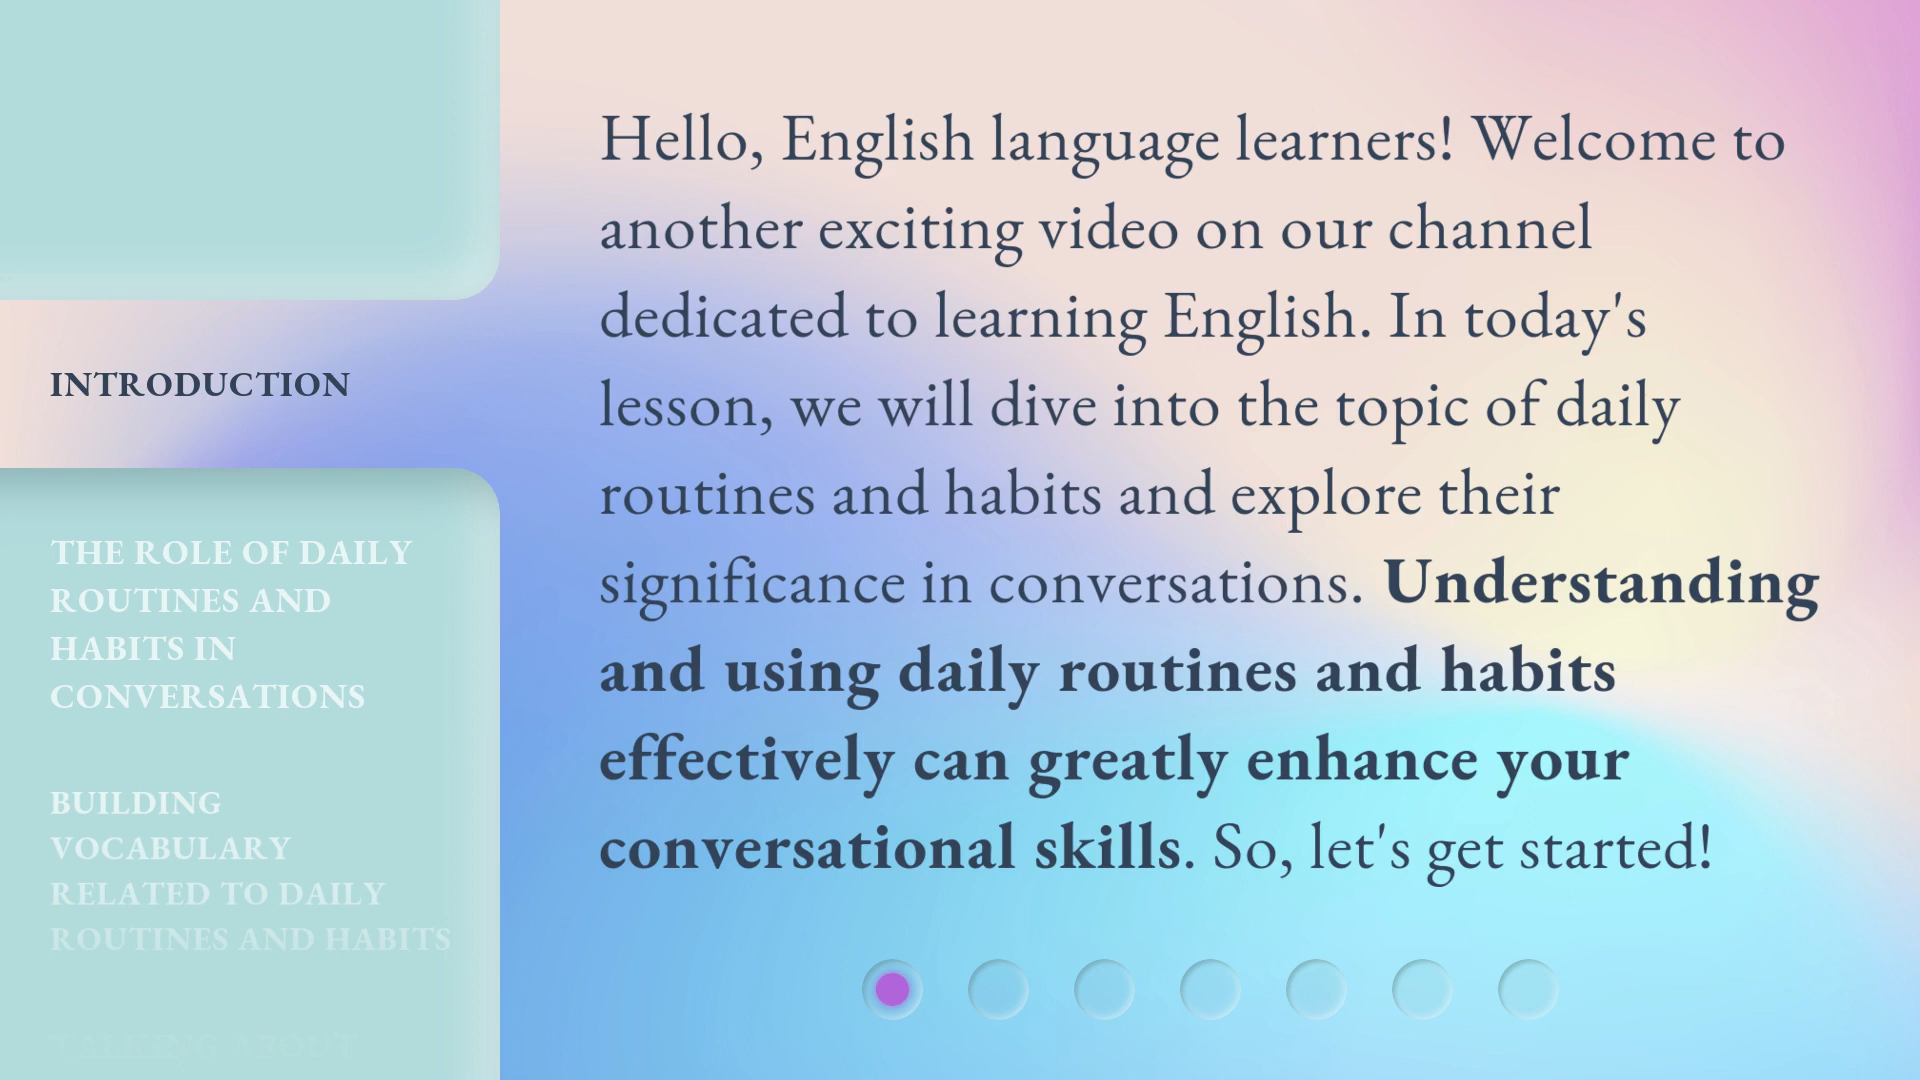 INTRODUCTION
THE ROLE OF DAILY
ROUTINES AND
HABITS IN
CONVERSATIONS
BUILDING
VOCABULARY
RELATED TO DAILY
ROUTINES AND HABITS
TALKING ABOUT
Hello, English language learners! Welcome to
another exciting video on our channel
dedicated to learning English. In today's
lesson, we will dive into the topic of daily
routines and habits and explore their
significance in conversations. Understanding
and using daily routines and habits
effectively can greatly enhance your
conversational skills. So, let's get started!